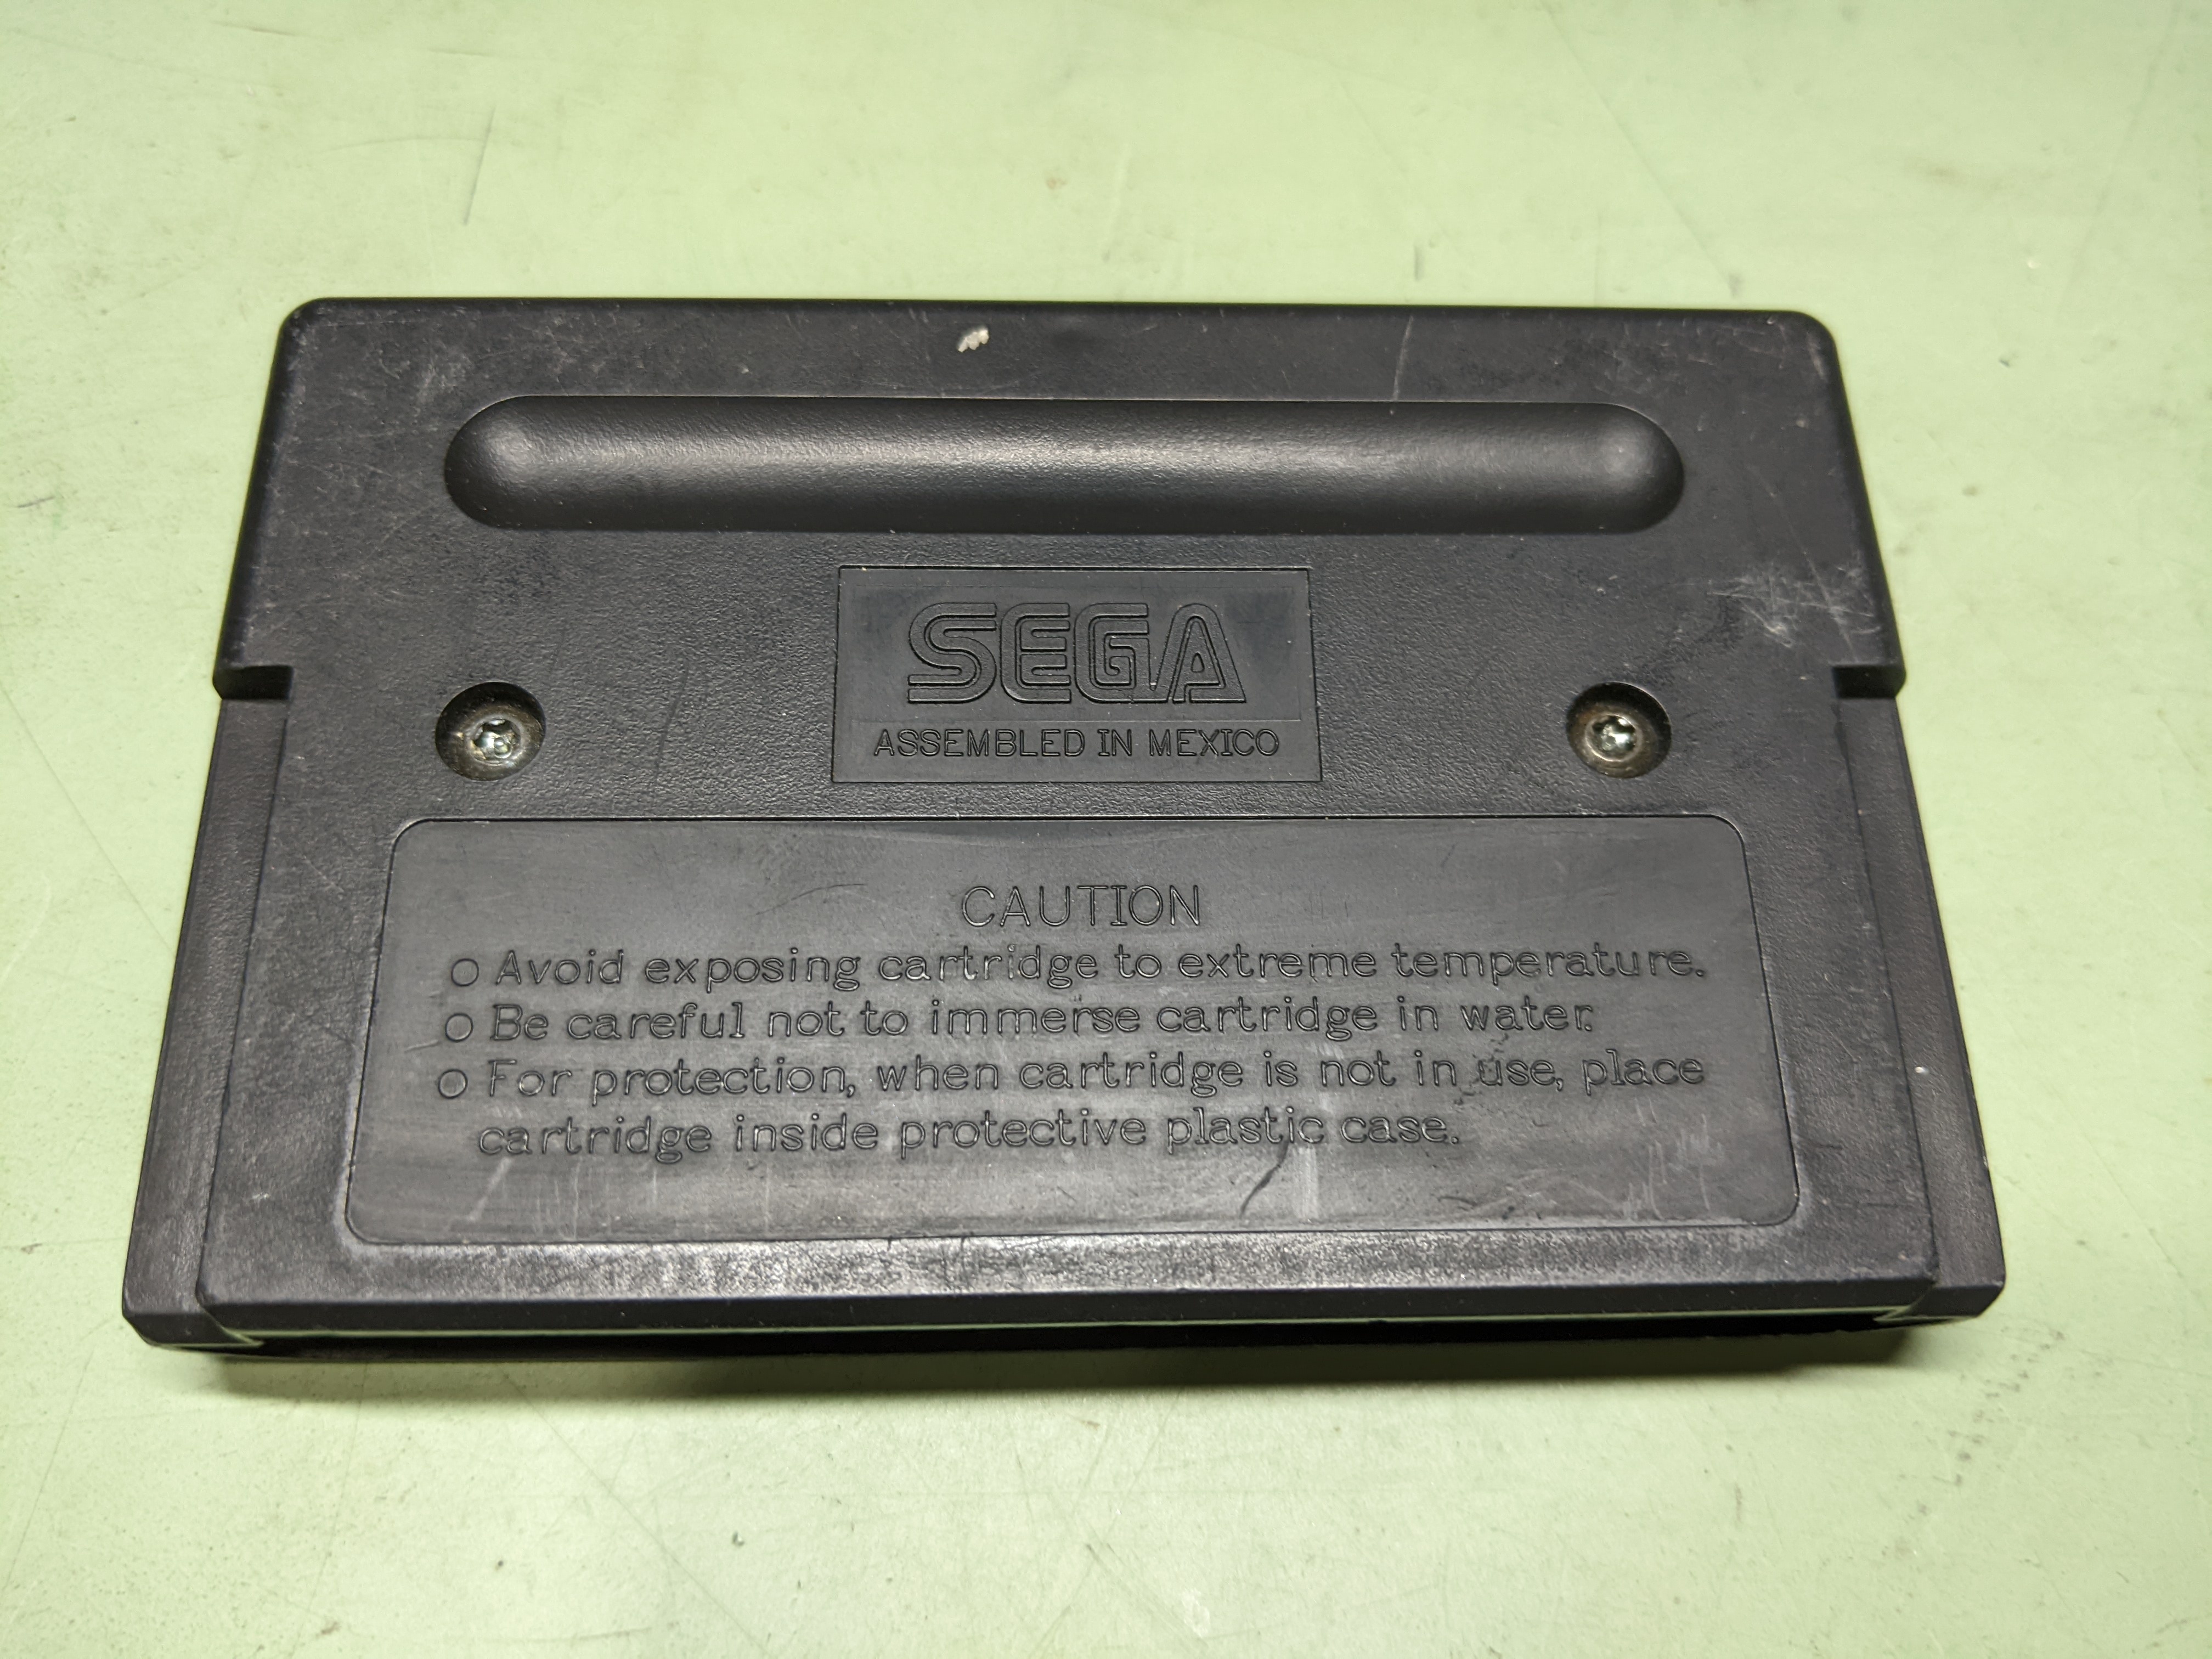 SEGA
ASSEMBLED IN MEXICO
CAUTION
○ Avoid exposing cartridge to extreme temperature.
○ Be careful not to immerse cartridge in water.
○ For protection, when cartridge is not in use, place
cartridge inside protective plastic case.